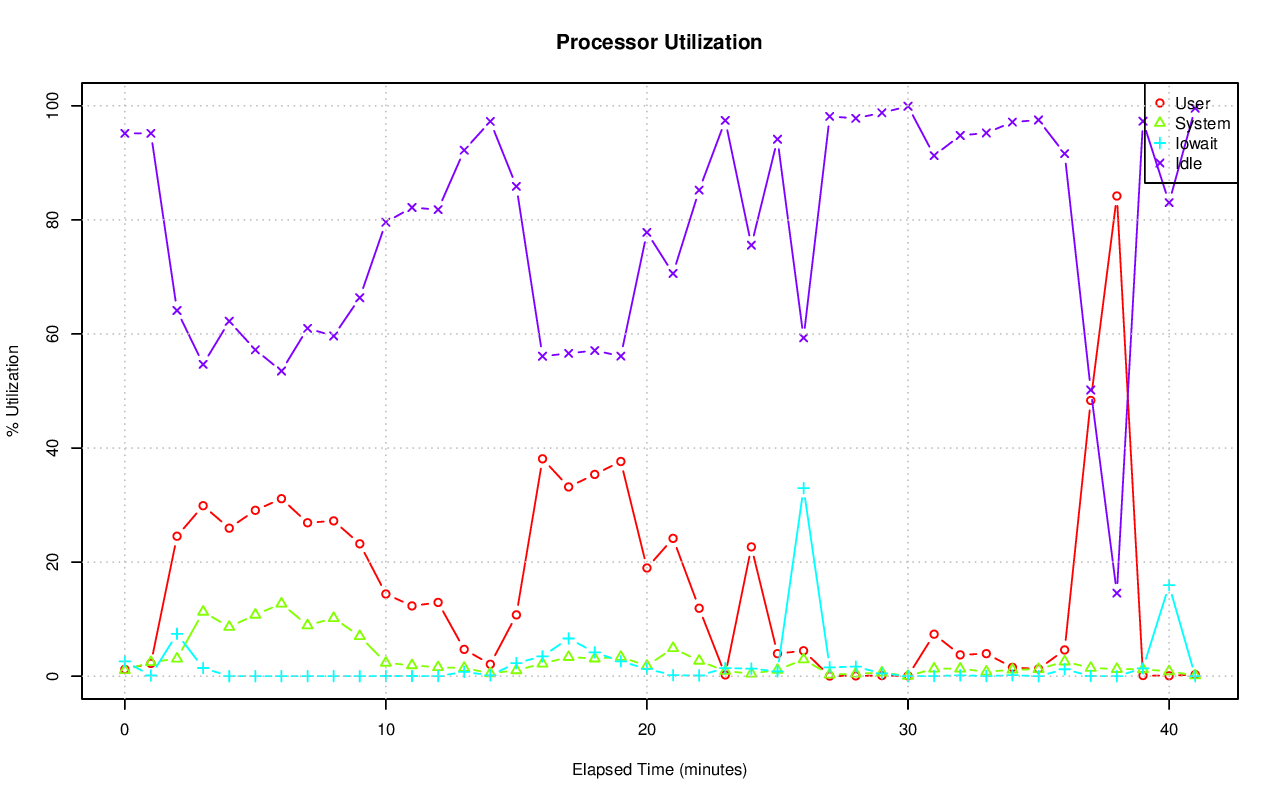 Processor Utilization
% Utilization
100
80
60
40
20
0
User
System
Iowait
Idle
0 10 20 30 40
Elapsed Time (minutes)